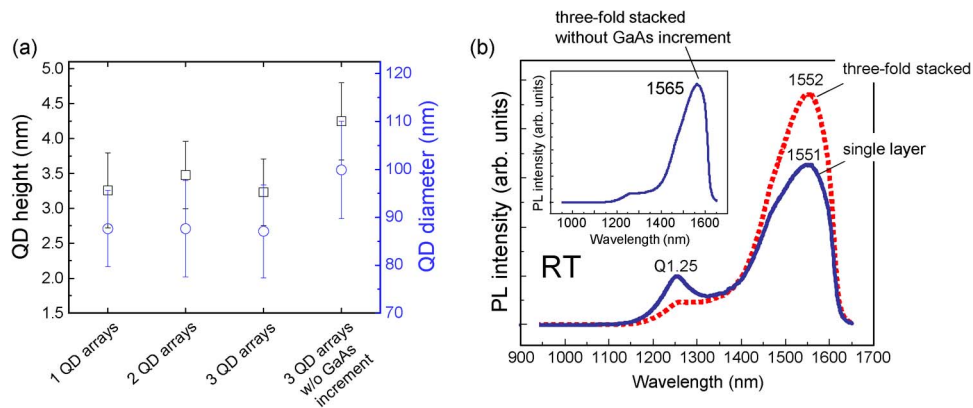 (a)
QD height (nm)
5.0
4.5
4.0
3.5
3.0
2.5
2.0
1.5
120
110
100
90
80
70
QD diameter (nm)
1 QD arrays
2 QD arrays
3 QD arrays
3 QD arrays
w/o GaAs
increment
(b)
three-fold stacked
without GaAs increment
1565
PL intensity (arb. units)
1000 1200 1400 1600
Wavelength (nm)
1552
three-fold stacked
1551
single layer
Q1.25
RT
PL intensity (arb. units)
900 1000 1100 1200 1300 1400 1500 1600 1700
Wavelength (nm)